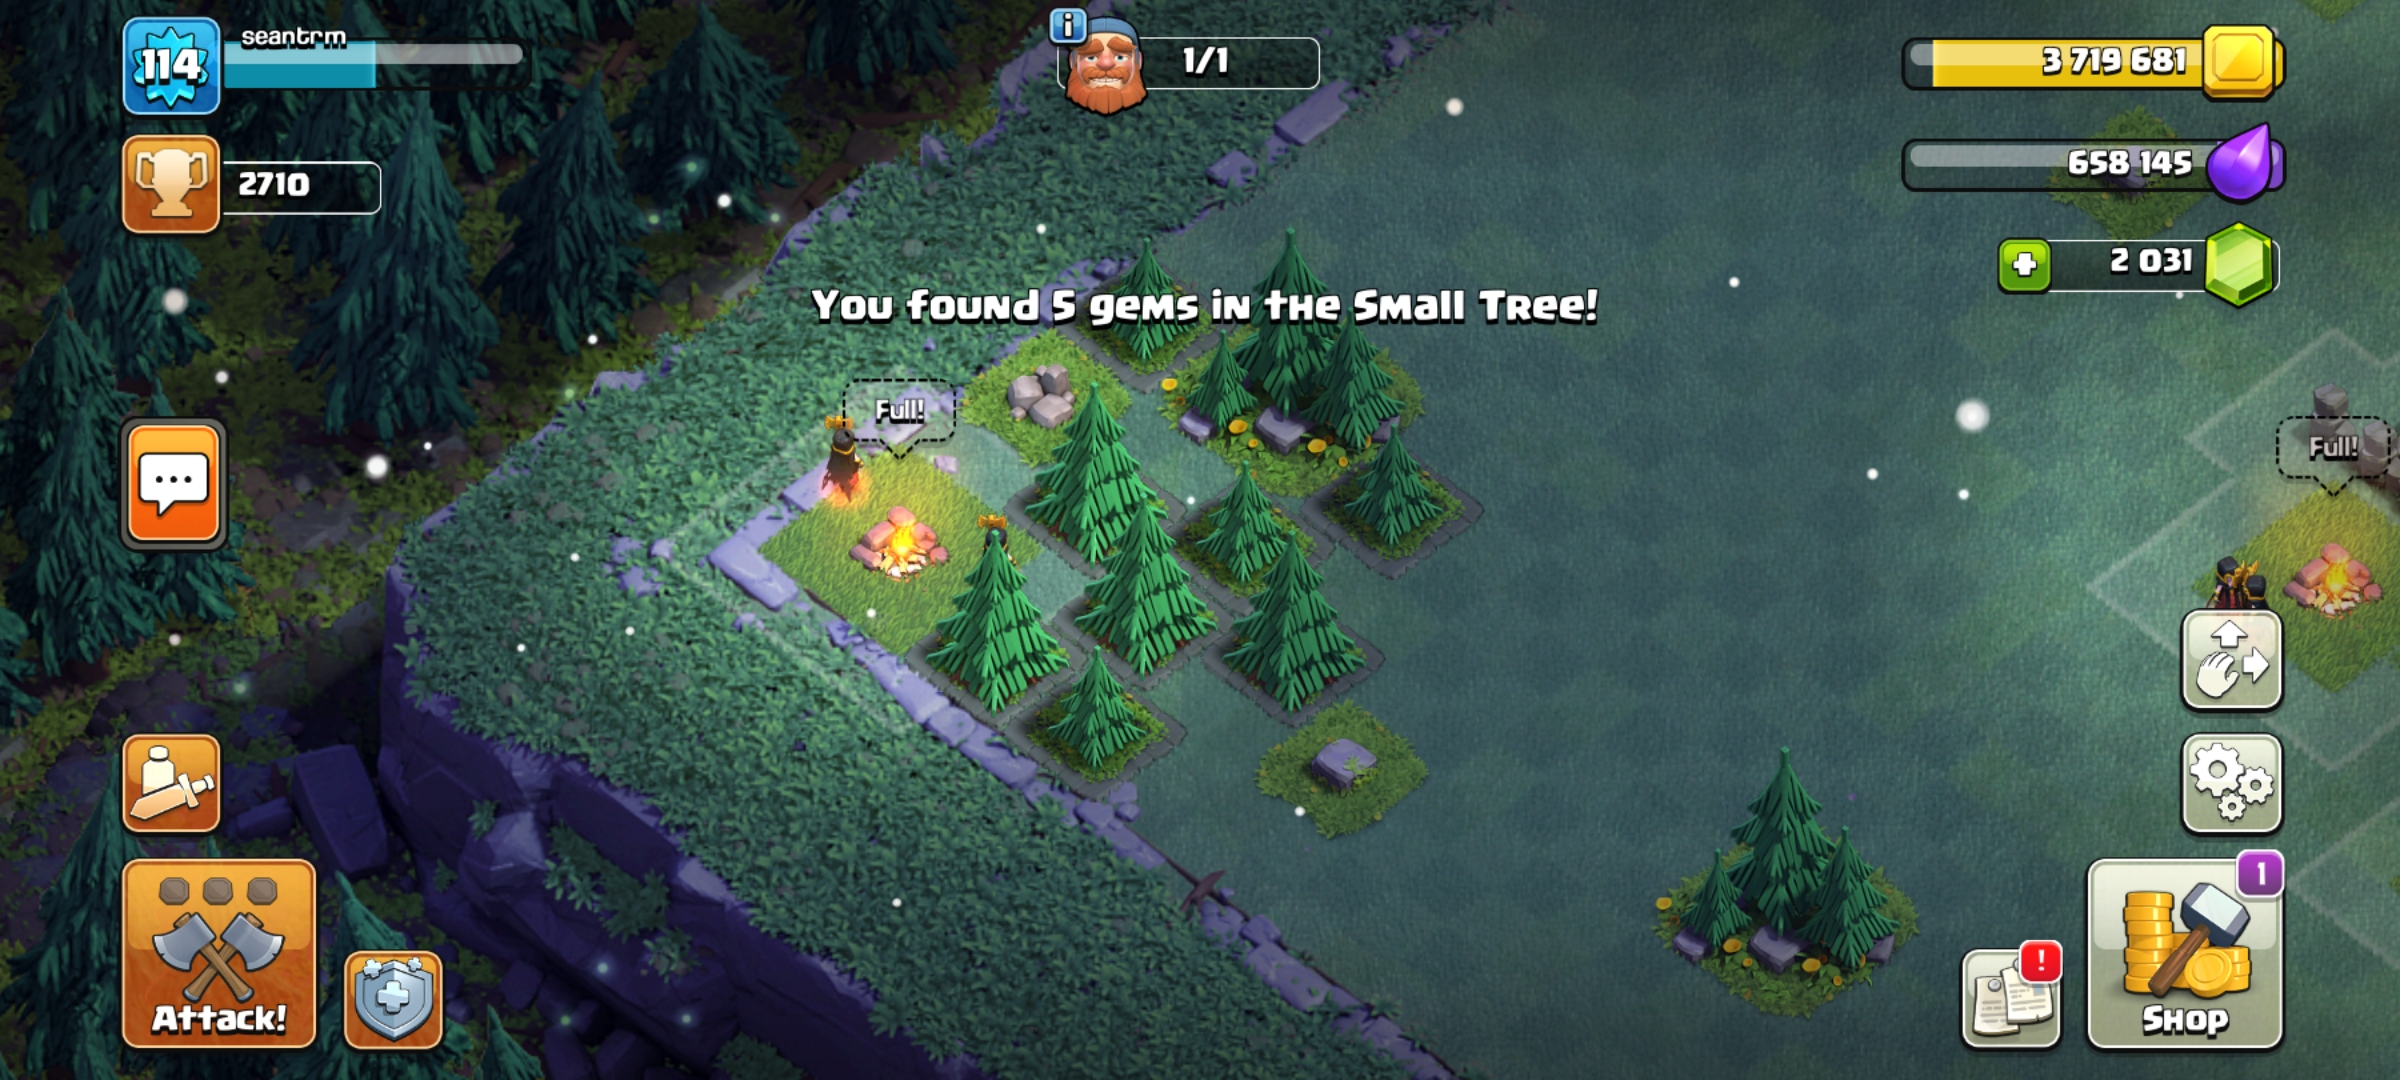 114
seantrm
i
1/1
3 719 681
2710
658 145
2 031
You found 5 gems in the Small Tree!
Full!
Full!
1
!
Attack!
Shop